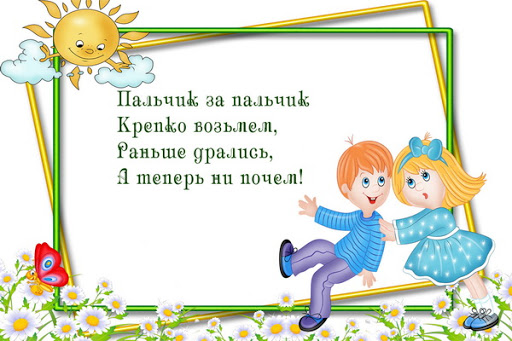 Пальчик за пальчик
Крепко возьмем,
Раньше дрались,
А теперь ни почем!